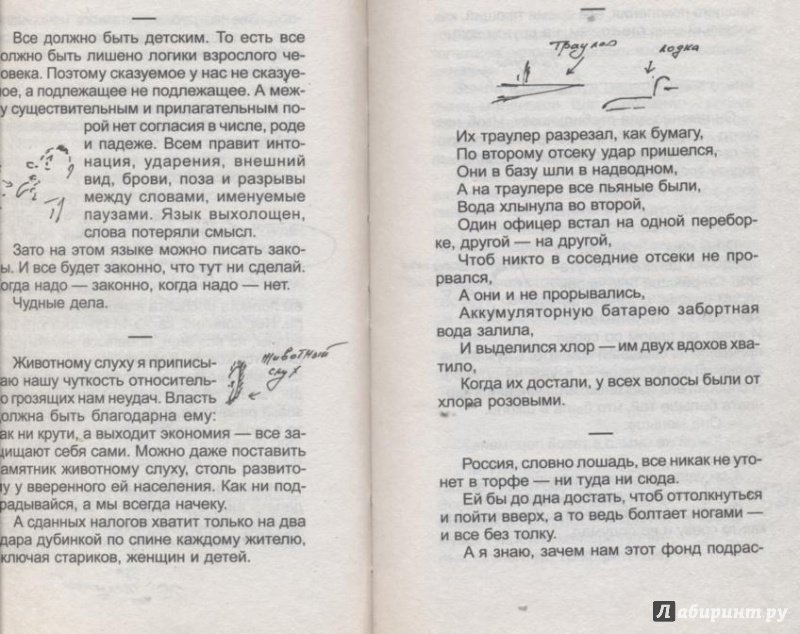 Все должно быть детским. То есть все
должно быть лишено логики взрослого че-
ловека. Поэтому сказуемое у нас не сказуе-
мое, а подлежащее не подлежащее. А меж-
ду существительным и прилагательным по-
рой нет согласия в числе, роде
и падеже. Всем правит инто-
нация, ударения, внешний
вид, брови, поза и разрывы
между словами, именуемые
паузами. Язык выхолощен,
слова потеряли смысл.
Зато на этом языке можно писать зако-
ны. И все будет законно, что тут ни сделай.
Когда надо — законно, когда надо — нет.
Чудные дела.
Животному слуху я приписы-
ваю нашу чуткость относитель-
но грозящих нам неудач. Власть
должна быть благодарна ему:
как ни крути, а выходит экономия — все за-
щищают себя сами. Можно даже поставить
памятник животному слуху, столь развито-
му у вверенного ей населения. Как ни под-
крадывайся, а мы всегда начеку.
А сданных налогов хватит только на два
удара дубинкой по спине каждому жителю,
включая стариков, женщин и детей.
животный
слух
траулер
лодка
Их траулер разрезал, как бумагу,
По второму отсеку удар пришелся,
Они в базу шли в надводном,
А на траулере все пьяные были,
Вода хлынула во второй,
Один офицер встал на одной перебор-
ке, другой — на другой,
Чтоб никто в соседние отсеки не про-
рвался,
А они и не прорывались,
Аккумуляторную батарею забортная
вода залила,
И выделился хлор — им двух вдохов хва-
тило,
Когда их достали, у всех волосы были от
хлора розовыми.
Россия, словно лошадь, все никак не уто-
нет в торфе — ни туда ни сюда.
Ей бы до дна достать, чтоб оттолкнуться
и пойти вверх, а то ведь болтает ногами —
и все без толку.
А я знаю, зачем нам этот фонд подрас-
Лабиринт.ру